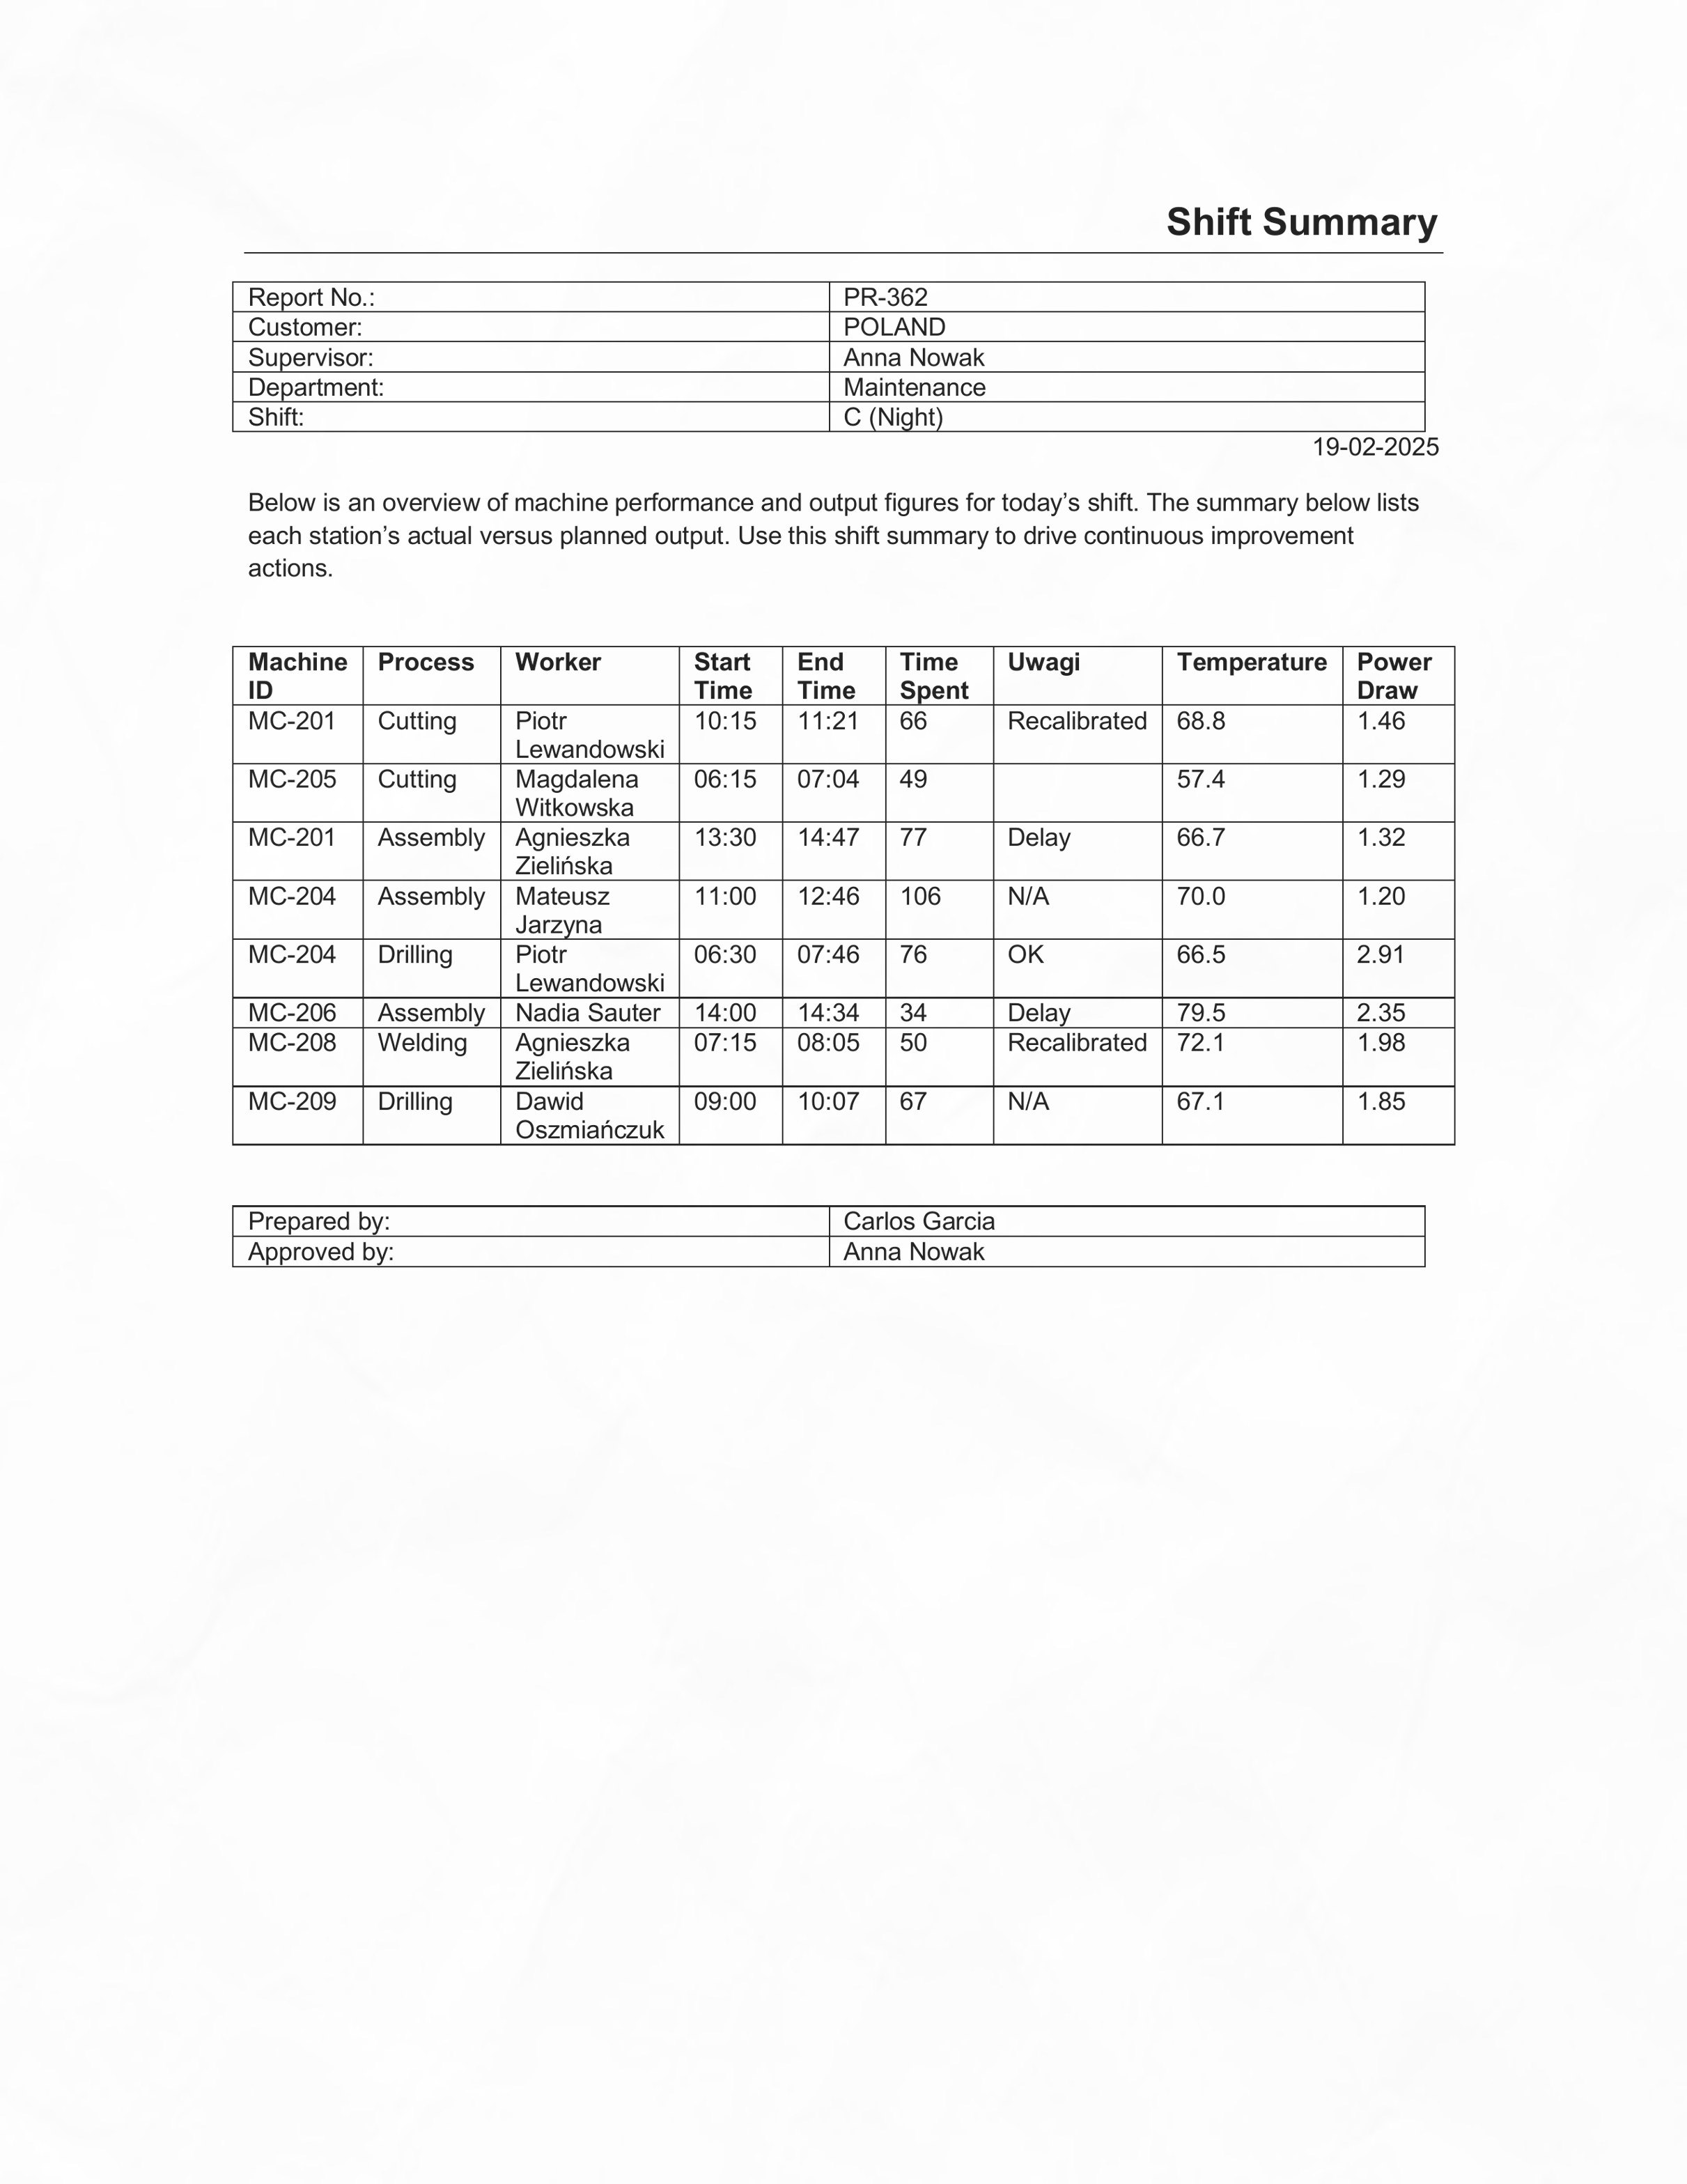 Shift Summary
Report No.: PR-362
Customer: POLAND
Supervisor: Anna Nowak
Department: Maintenance
Shift: C (Night)
19-02-2025
Below is an overview of machine performance and output figures for today’s shift. The summary below lists
each station’s actual versus planned output. Use this shift summary to drive continuous improvement
actions.
Machine ID Process Worker Start Time End Time Time Spent Uwagi Temperature Power Draw
MC-201 Cutting Piotr Lewandowski 10:15 11:21 66 Recalibrated 68.8 1.46
MC-205 Cutting Magdalena Witkowska 06:15 07:04 49 57.4 1.29
MC-201 Assembly Agnieszka Zielińska 13:30 14:47 77 Delay 66.7 1.32
MC-204 Assembly Mateusz Jarzyna 11:00 12:46 106 N/A 70.0 1.20
MC-204 Drilling Piotr Lewandowski 06:30 07:46 76 OK 66.5 2.91
MC-206 Assembly Nadia Sauter 14:00 14:34 34 Delay 79.5 2.35
MC-208 Welding Agnieszka Zielińska 07:15 08:05 50 Recalibrated 72.1 1.98
MC-209 Drilling Dawid Oszmiańczuk 09:00 10:07 67 N/A 67.1 1.85
Prepared by: Carlos Garcia
Approved by: Anna Nowak